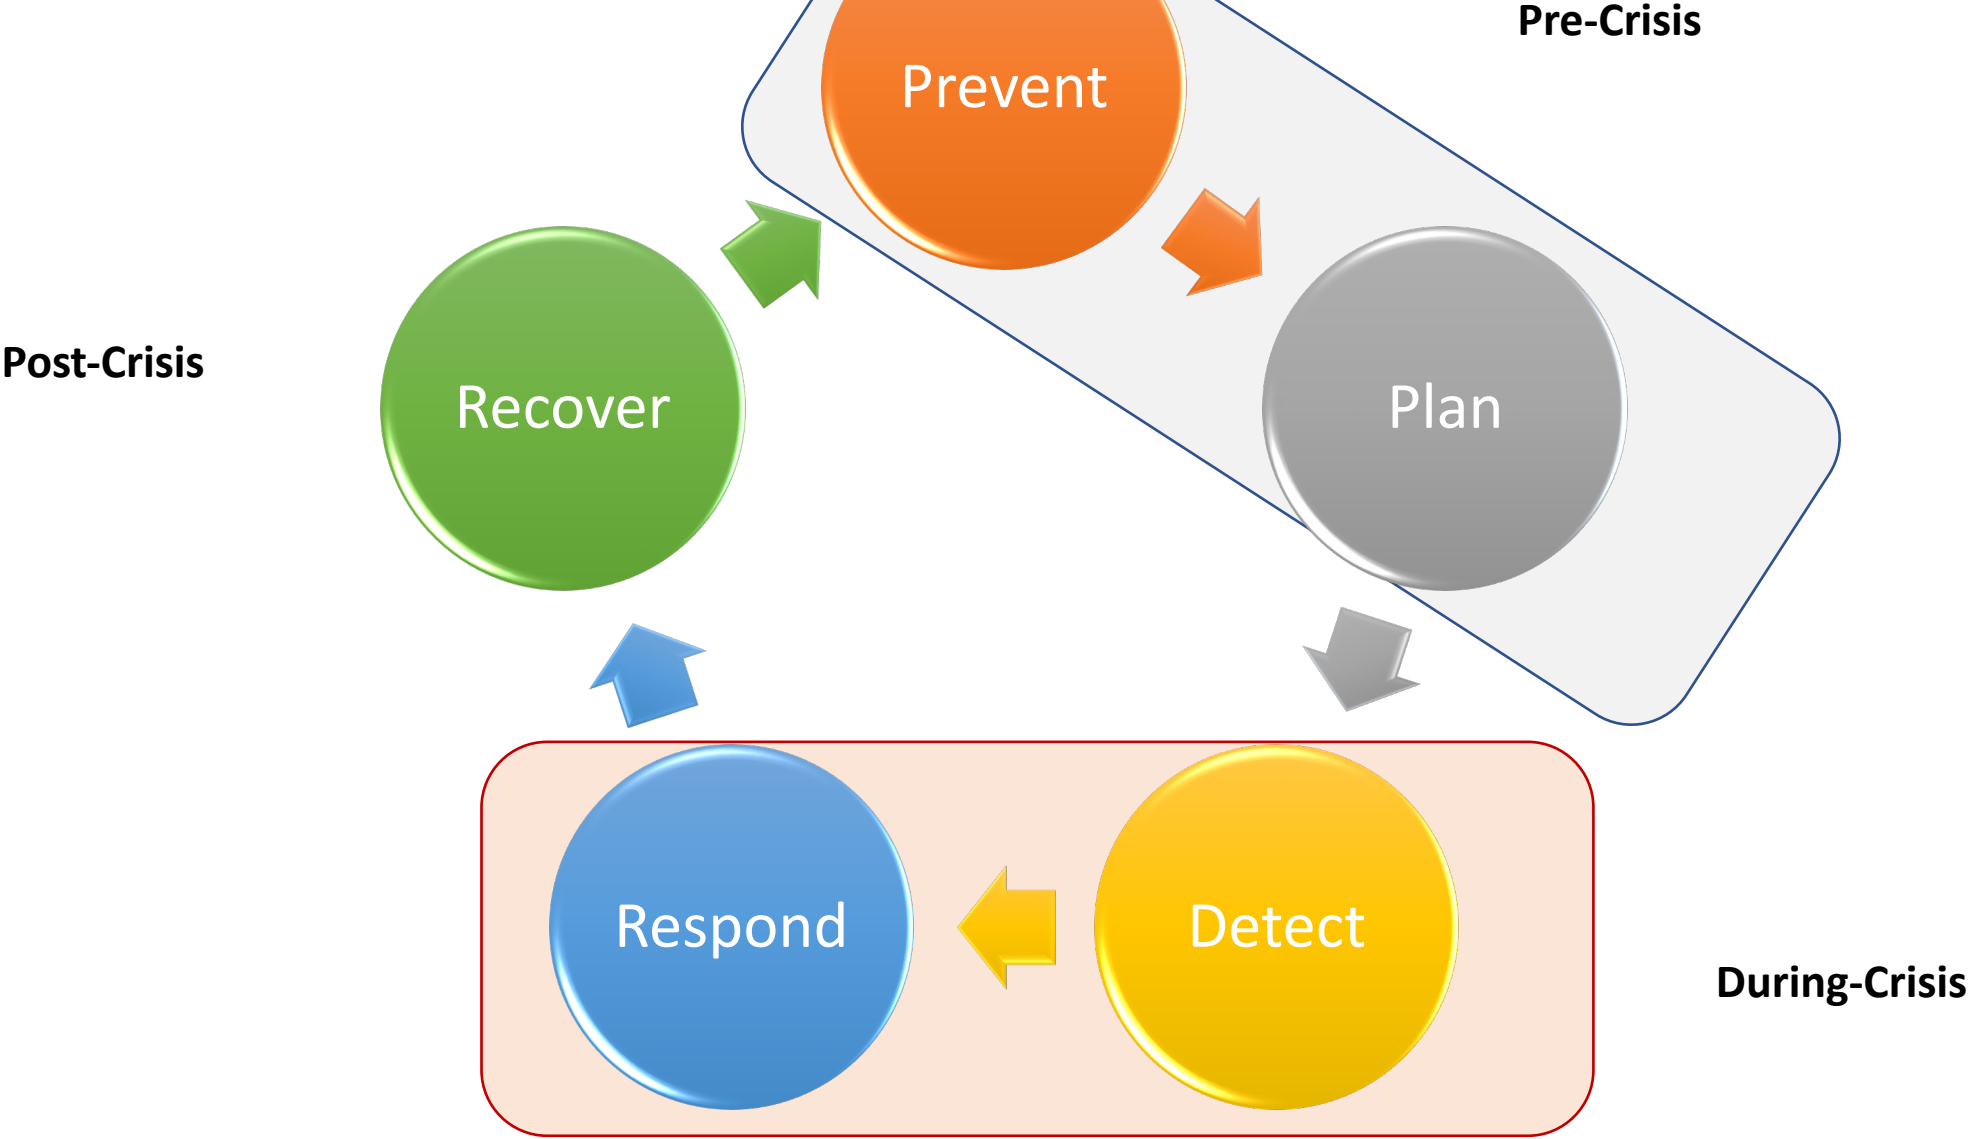 Pre-Crisis
Prevent
Post-Crisis
Recover
Plan
Respond
Detect
During-Crisis